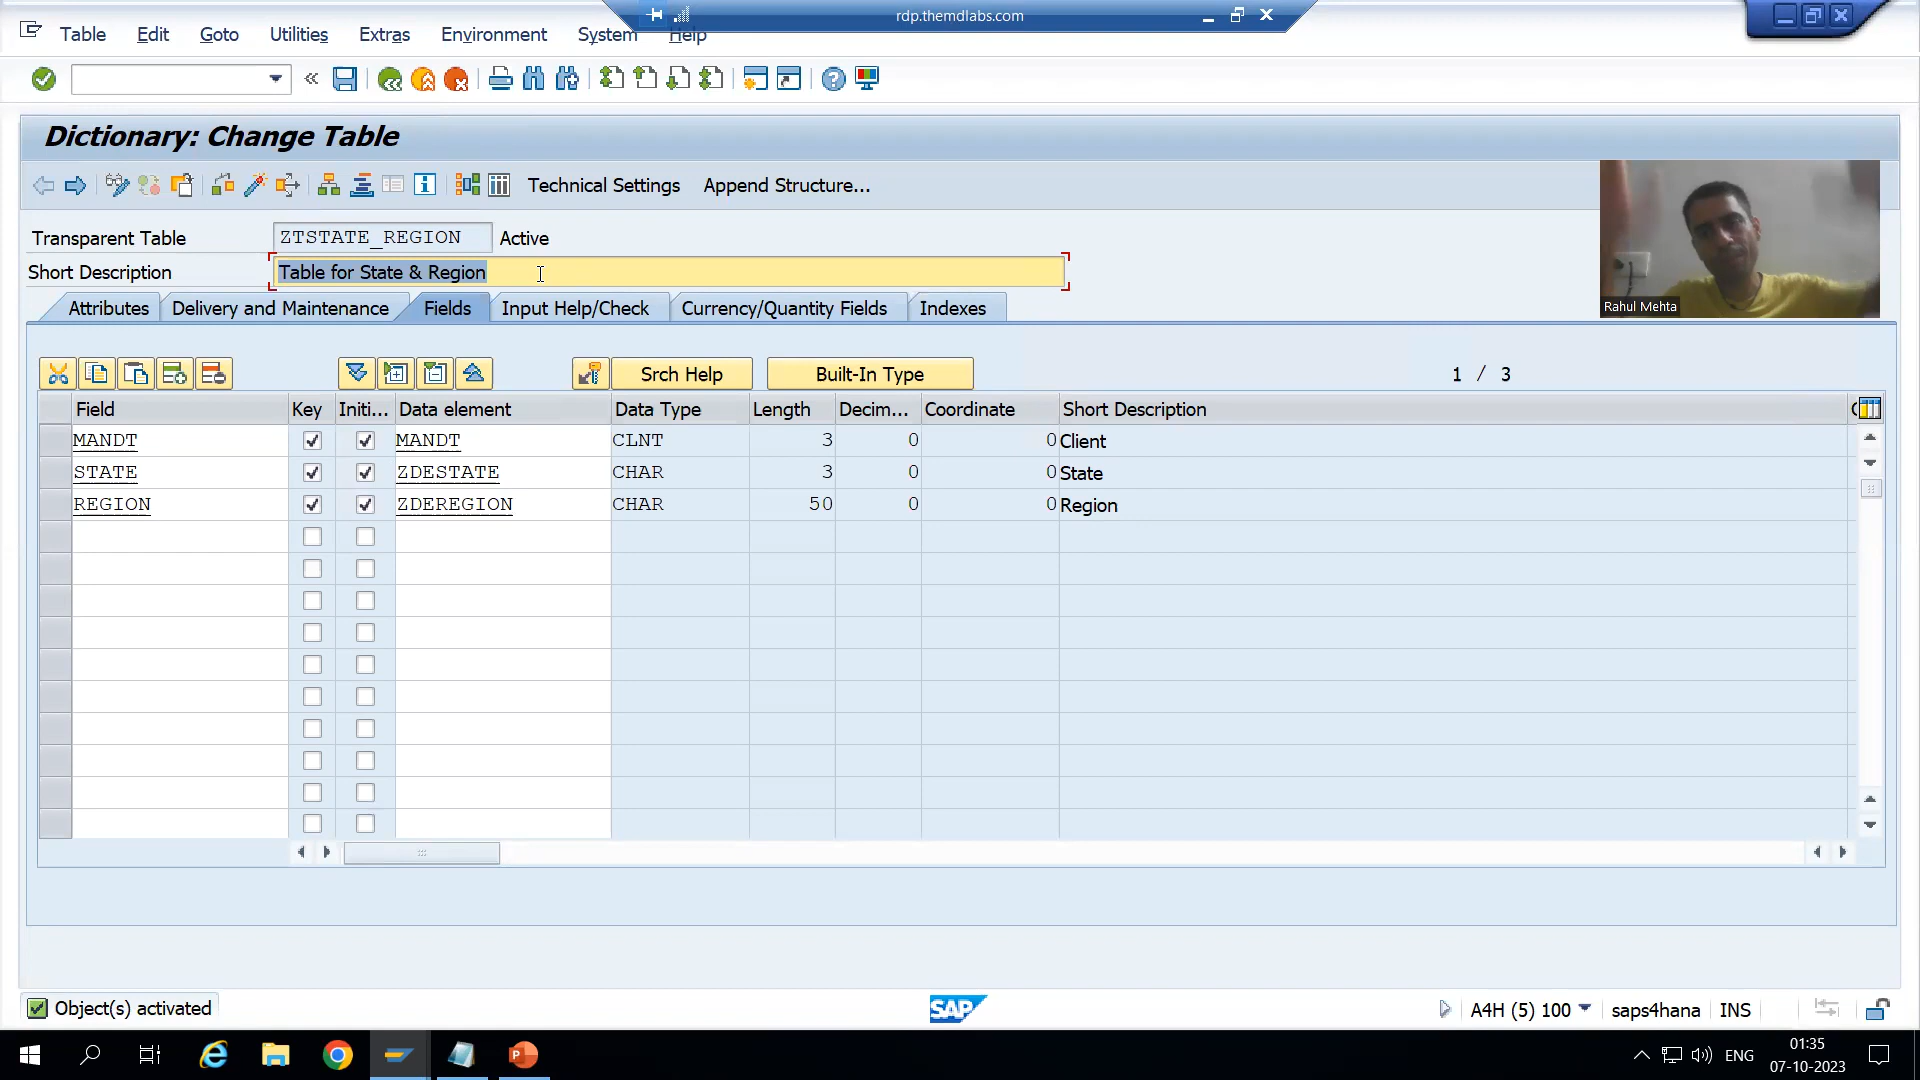 rdp.themdlabs.com
Table Edit Goto Utilities Extras Environment System Help
Dictionary: Change Table
Technical Settings Append Structure...
Transparent Table ZTSTATE_REGION Active
Short Description Table for State & Region
Rahul Mehta
Attributes Delivery and Maintenance Fields Input Help/Check Currency/Quantity Fields Indexes
Srch Help Built-In Type 1 / 3
Field Key Initi... Data element Data Type Length Decim... Coordinate Short Description
MANDT MANDT CLNT 3 0 0 Client
STATE ZDESTATE CHAR 3 0 0 State
REGION ZDEREGION CHAR 50 0 0 Region
Object(s) activated SAP A4H (5) 100 saps4hana INS
ENG 01:35
07-10-2023